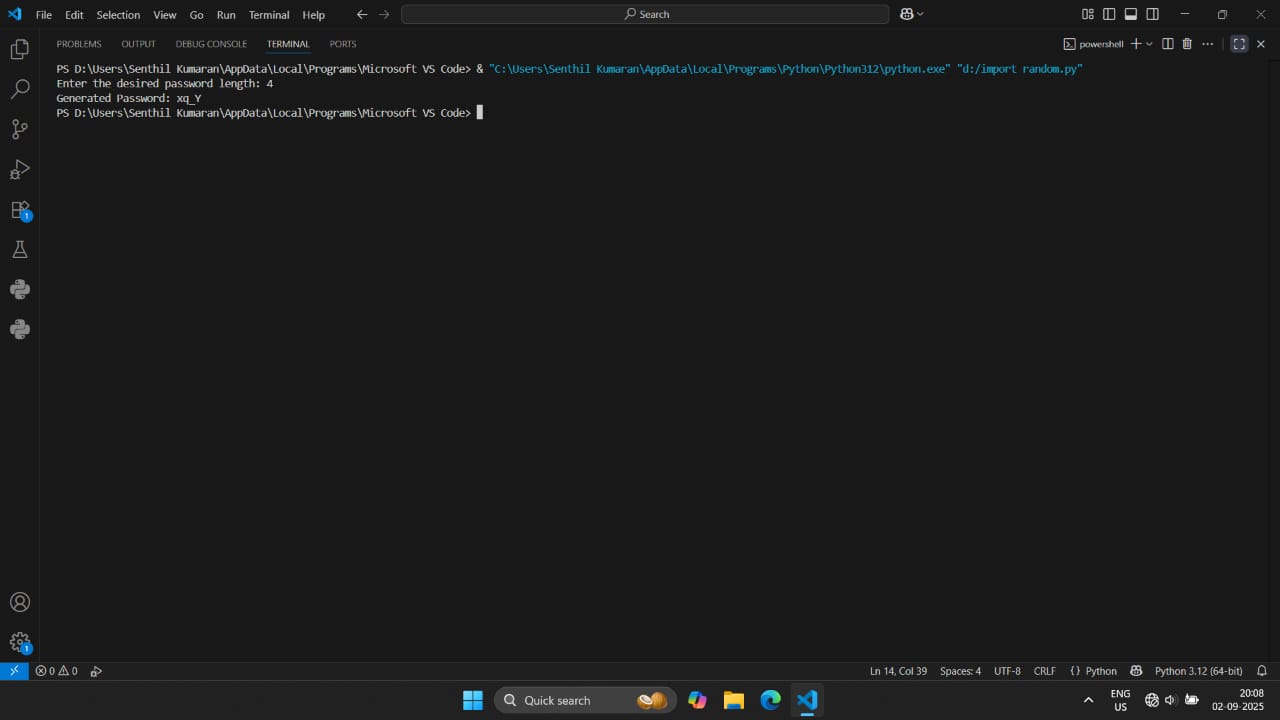 File Edit Selection View Go Run Terminal Help
Search
PROBLEMS OUTPUT DEBUG CONSOLE TERMINAL PORTS
powershell
PS D:\Users\Senthil Kumaran\AppData\Local\Programs\Microsoft VS Code> & "C:\Users\Senthil Kumaran\AppData\Local\Programs\Python\Python312\python.exe" "d:/import random.py"
Enter the desired password length: 4
Generated Password: xq_Y
PS D:\Users\Senthil Kumaran\AppData\Local\Programs\Microsoft VS Code>
1
1
0 0
Ln 14, Col 39 Spaces: 4 UTF-8 CRLF {} Python Python 3.12 (64-bit)
Quick search
ENG
US
20:08
02-09-2025